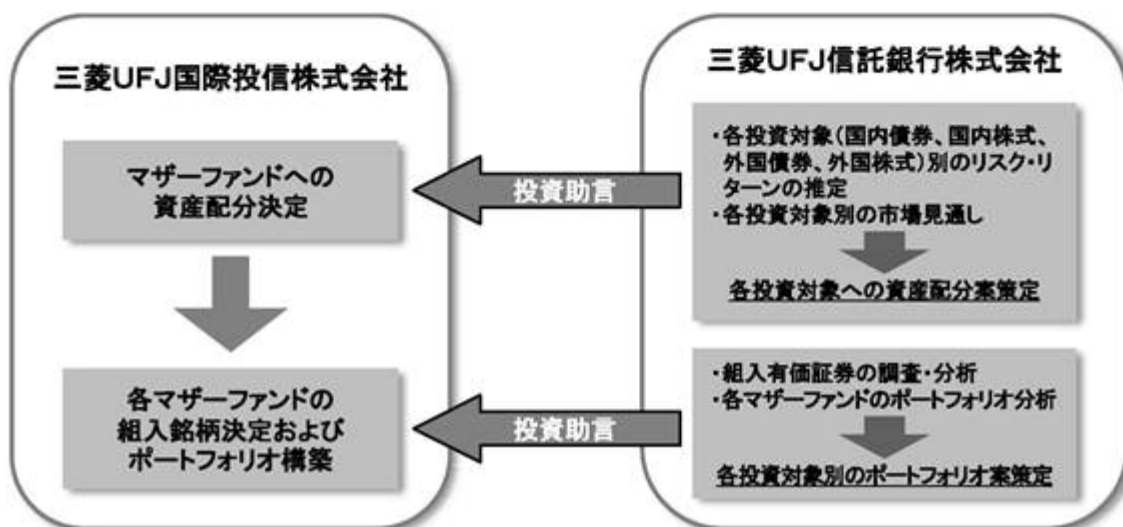 三菱UFJ国際投信株式会社
マザーファンドへの
資産配分決定
各マザーファンドの
組入銘柄決定および
ポートフォリオ構築
投資助言
投資助言
三菱UFJ信託銀行株式会社
・各投資対象(国内債券、国内株式、
外国債券、外国株式)別のリスク・リ
ターンの推定
・各投資対象別の市場見通し
各投資対象への資産配分案策定
・組入有価証券の調査・分析
・各マザーファンドのポートフォリオ分析
各投資対象別のポートフォリオ案策定